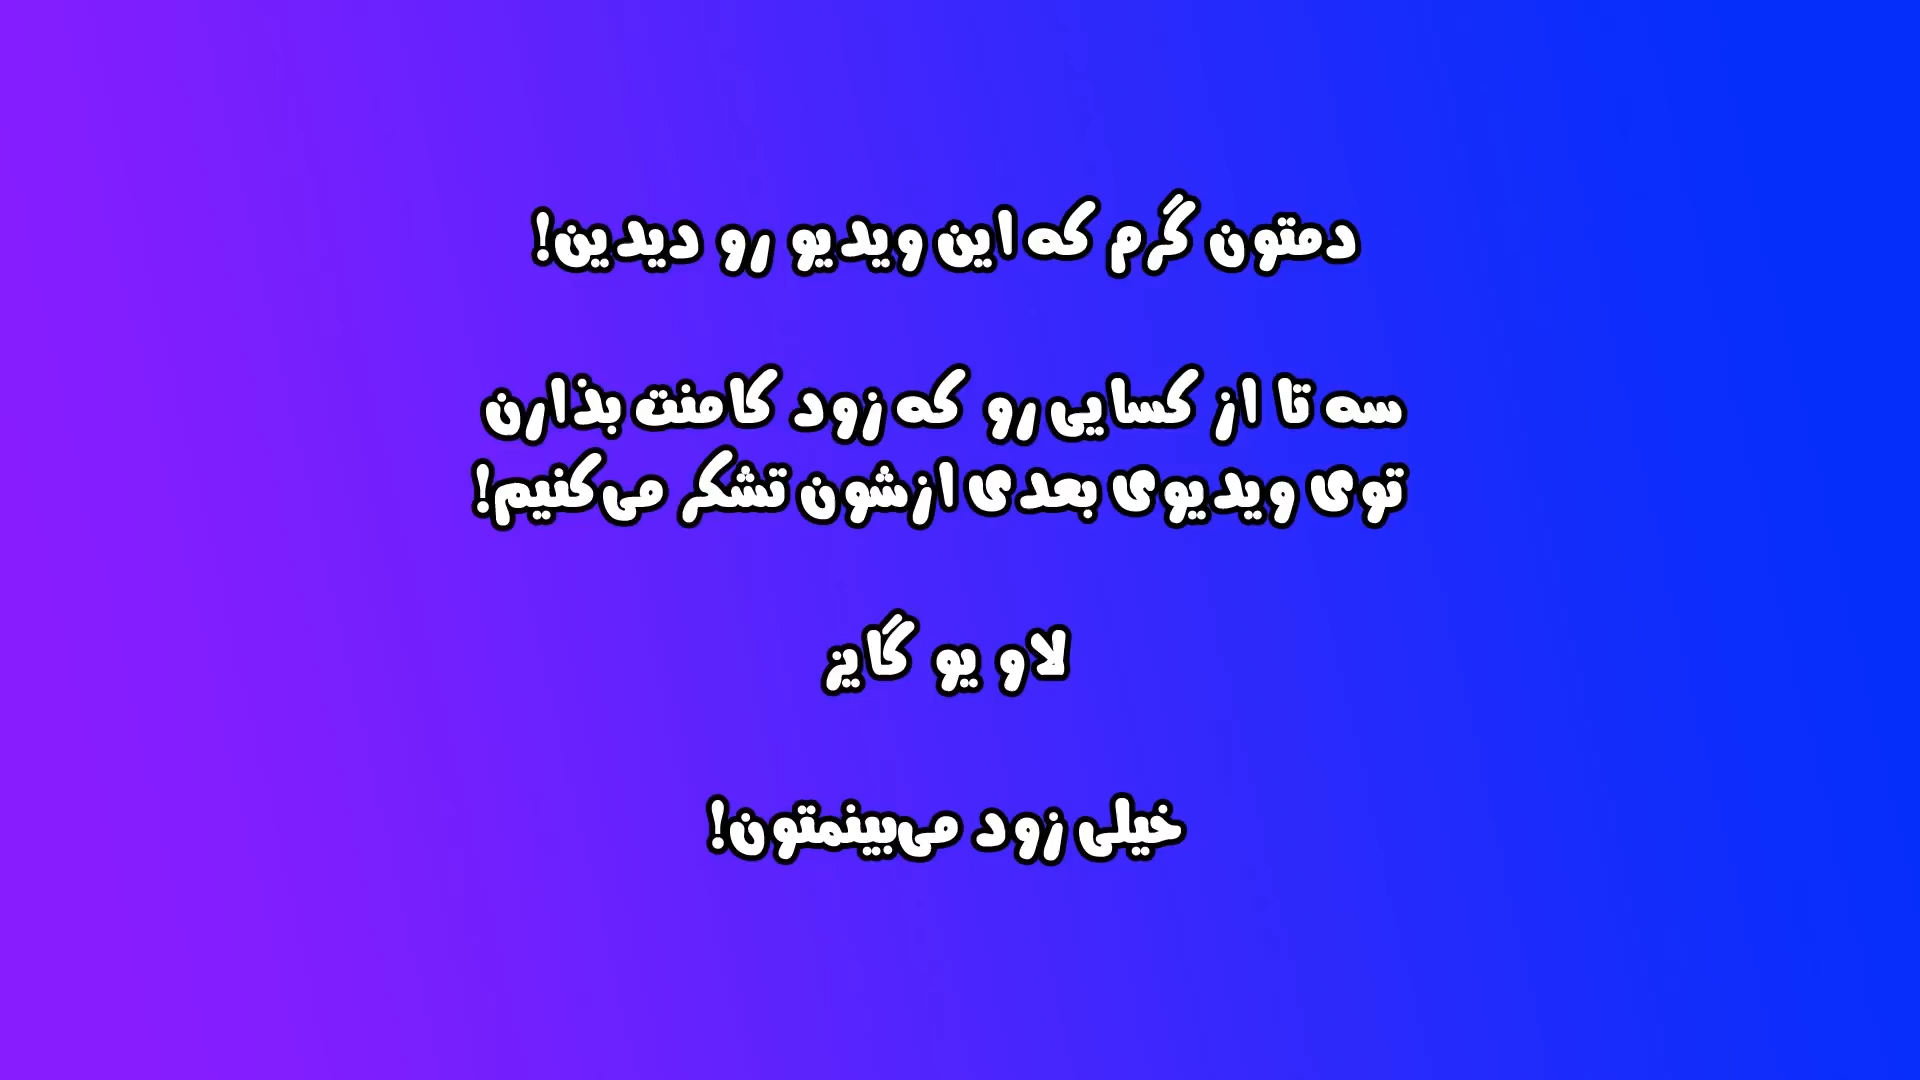 دمتون گرم که این ویدیو رو دیدین!
سه تا از کسایی رو که زود کامنت بذارن
توی ویدیوی بعدی ازشون تشکر می‌کنیم!
لاو یو گایز
خیلی زود می‌بینمتون!